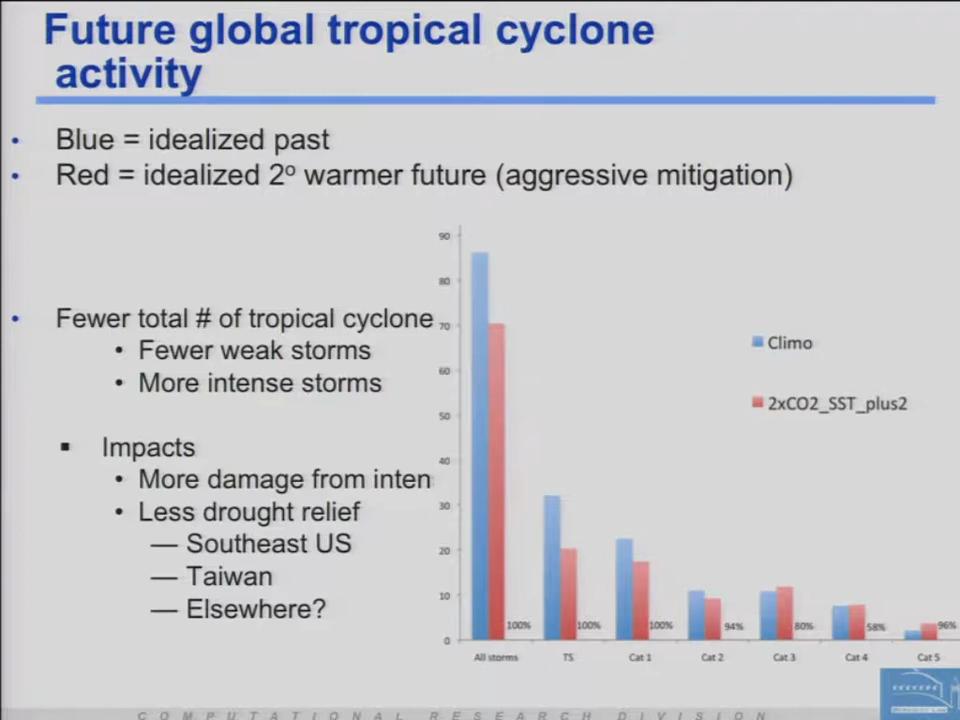 Future global tropical cyclone
activity
• Blue = idealized past
• Red = idealized 2º warmer future (aggressive mitigation)
• Fewer total # of tropical cyclone
• Fewer weak storms
• More intense storms
▪ Impacts
• More damage from inten
• Less drought relief
— Southeast US
— Taiwan
— Elsewhere?
90
80
70
60
50
40
30
20
10
0
Climo
2xCO2_SST_plus2
100% 100% 100% 94% 80% 58% 96%
All storms TS Cat 1 Cat 2 Cat 3 Cat 4 Cat 5
COMPUTATIONAL RESEARCH DIVISION